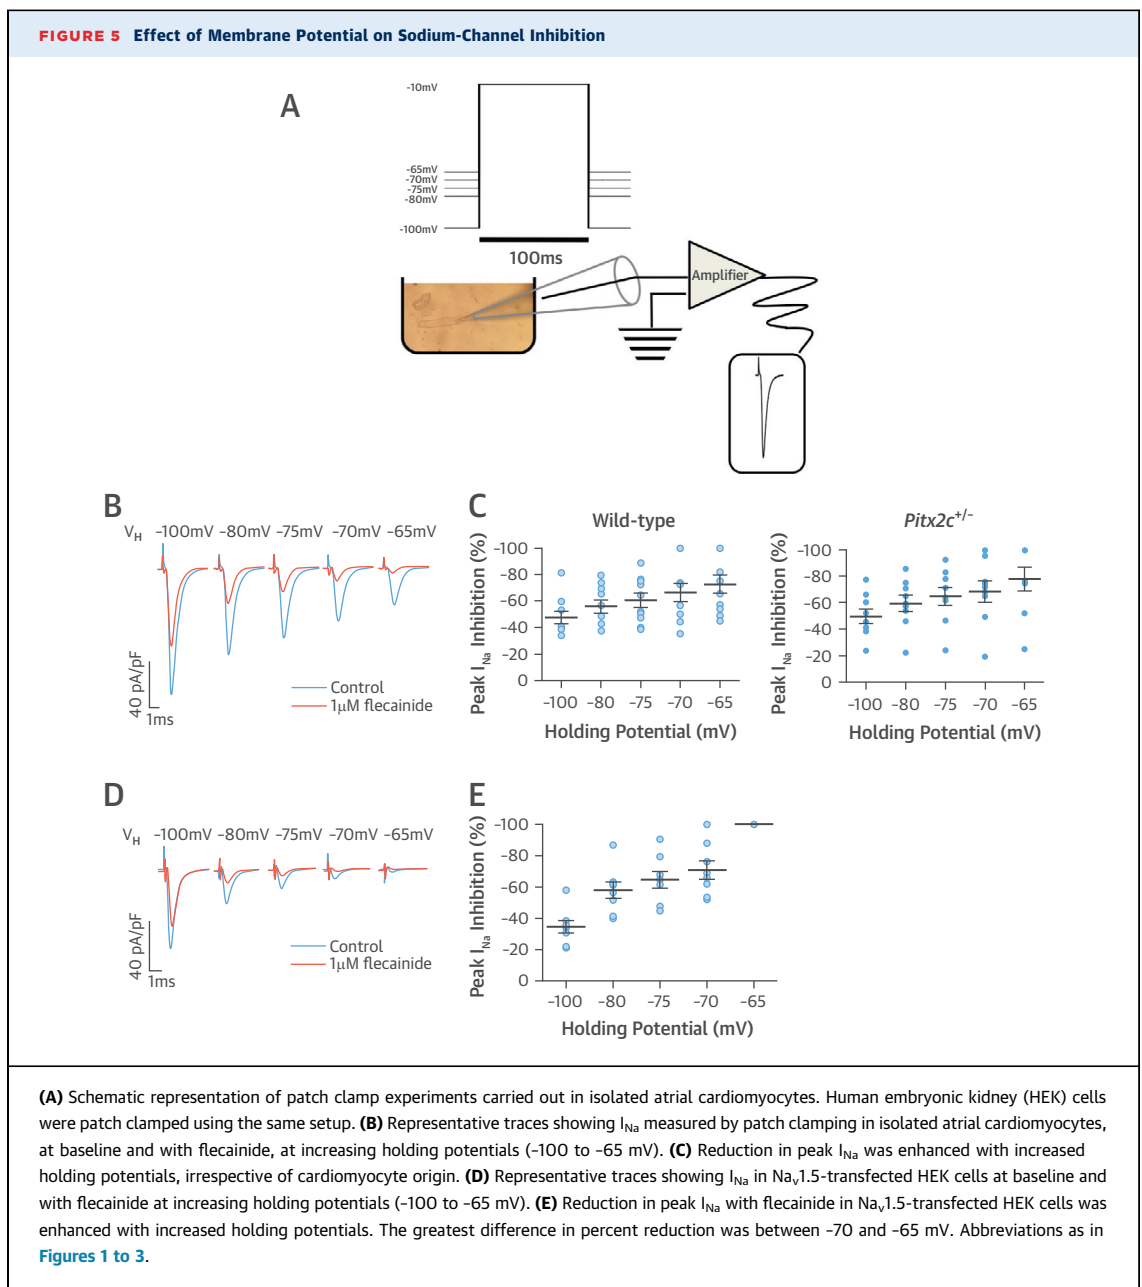 FIGURE 5 Effect of Membrane Potential on Sodium-Channel Inhibition
A
-10mV
-65mV
-70mV
-75mV
-80mV
-100mV
100ms
Amplifier
B
V_H -100mV -80mV -75mV -70mV -65mV
40 pA/pF
1ms
Control
1μM flecainide
C
Wild-type
Peak I_Na Inhibition (%)
-100
-80
-60
-40
-20
0
-100 -80 -75 -70 -65
Holding Potential (mV)
Pitx2c+/-
Peak I_Na Inhibition (%)
-100
-80
-60
-40
-20
0
-100 -80 -75 -70 -65
Holding Potential (mV)
D
V_H -100mV -80mV -75mV -70mV -65mV
40 pA/pF
1ms
Control
1μM flecainide
E
Peak I_Na Inhibition (%)
-100
-80
-60
-40
-20
0
-100 -80 -75 -70 -65
Holding Potential (mV)
(A) Schematic representation of patch clamp experiments carried out in isolated atrial cardiomyocytes. Human embryonic kidney (HEK) cells
were patch clamped using the same setup. (B) Representative traces showing I_Na measured by patch clamping in isolated atrial cardiomyocytes,
at baseline and with flecainide, at increasing holding potentials (-100 to -65 mV). (C) Reduction in peak I_Na was enhanced with increased
holding potentials, irrespective of cardiomyocyte origin. (D) Representative traces showing I_Na in Na_v1.5-transfected HEK cells at baseline and
with flecainide at increasing holding potentials (-100 to -65 mV). (E) Reduction in peak I_Na with flecainide in Na_v1.5-transfected HEK cells was
enhanced with increased holding potentials. The greatest difference in percent reduction was between -70 and -65 mV. Abbreviations as in
Figures 1 to 3.